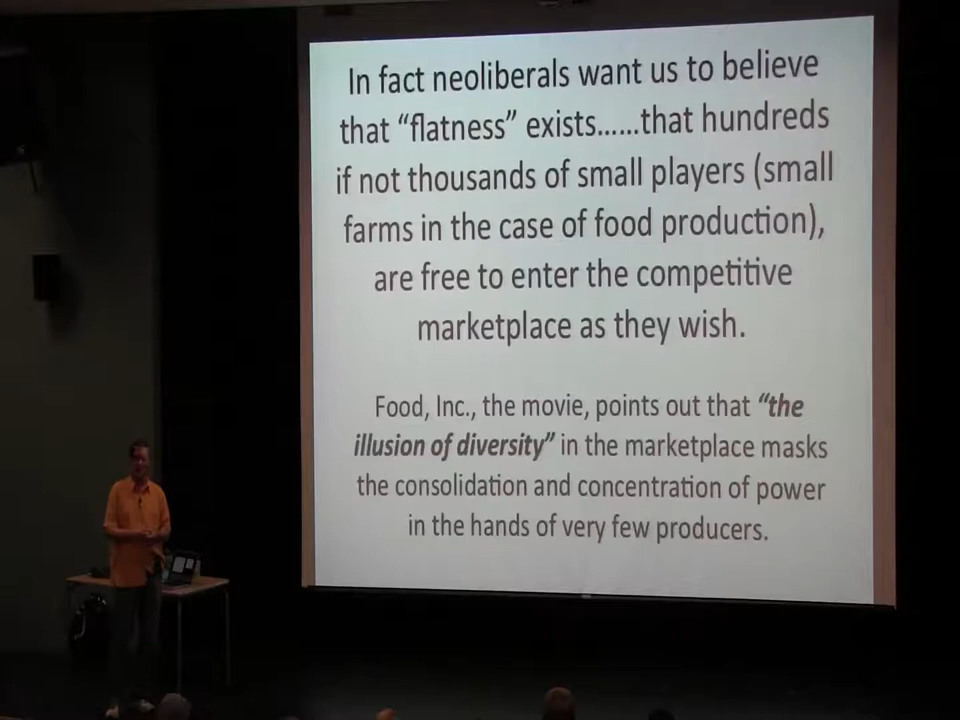 In fact neoliberals want us to believe
that “flatness” exists......that hundreds
if not thousands of small players (small
farms in the case of food production),
are free to enter the competitive
marketplace as they wish.
Food, Inc., the movie, points out that “the
illusion of diversity” in the marketplace masks
the consolidation and concentration of power
in the hands of very few producers.